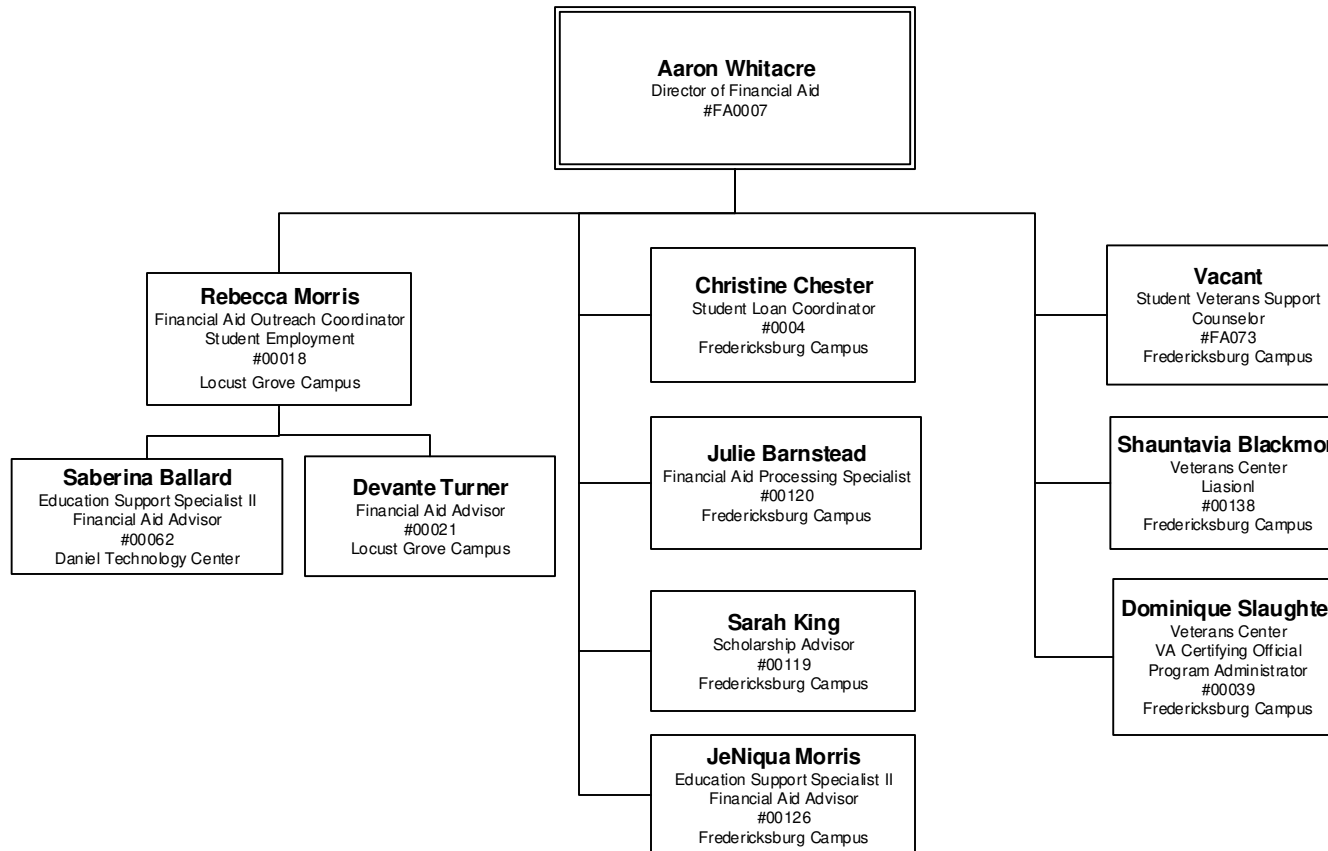 Aaron Whitacre
Director of Financial Aid
#FA0007
Rebecca Morris
Financial Aid Outreach Coordinator
Student Employment
#00018
Locust Grove Campus
Saberina Ballard
Education Support Specialist II
Financial Aid Advisor
#00062
Daniel Technology Center
Devante Turner
Financial Aid Advisor
#00021
Locust Grove Campus
Christine Chester
Student Loan Coordinator
#0004
Fredericksburg Campus
Julie Barnstead
Financial Aid Processing Specialist
#00120
Fredericksburg Campus
Sarah King
Scholarship Advisor
#00119
Fredericksburg Campus
JeNiqua Morris
Education Support Specialist II
Financial Aid Advisor
#00126
Fredericksburg Campus
Vacant
Student Veterans Support
Counselor
#FA073
Fredericksburg Campus
Shauntavia
Veterans Center
Liasionl
#00138
Fredericksburg Campus
Dominique
Veterans Center
VA Certifying Official
Program Administrator
#00039
Fredericksburg Campus